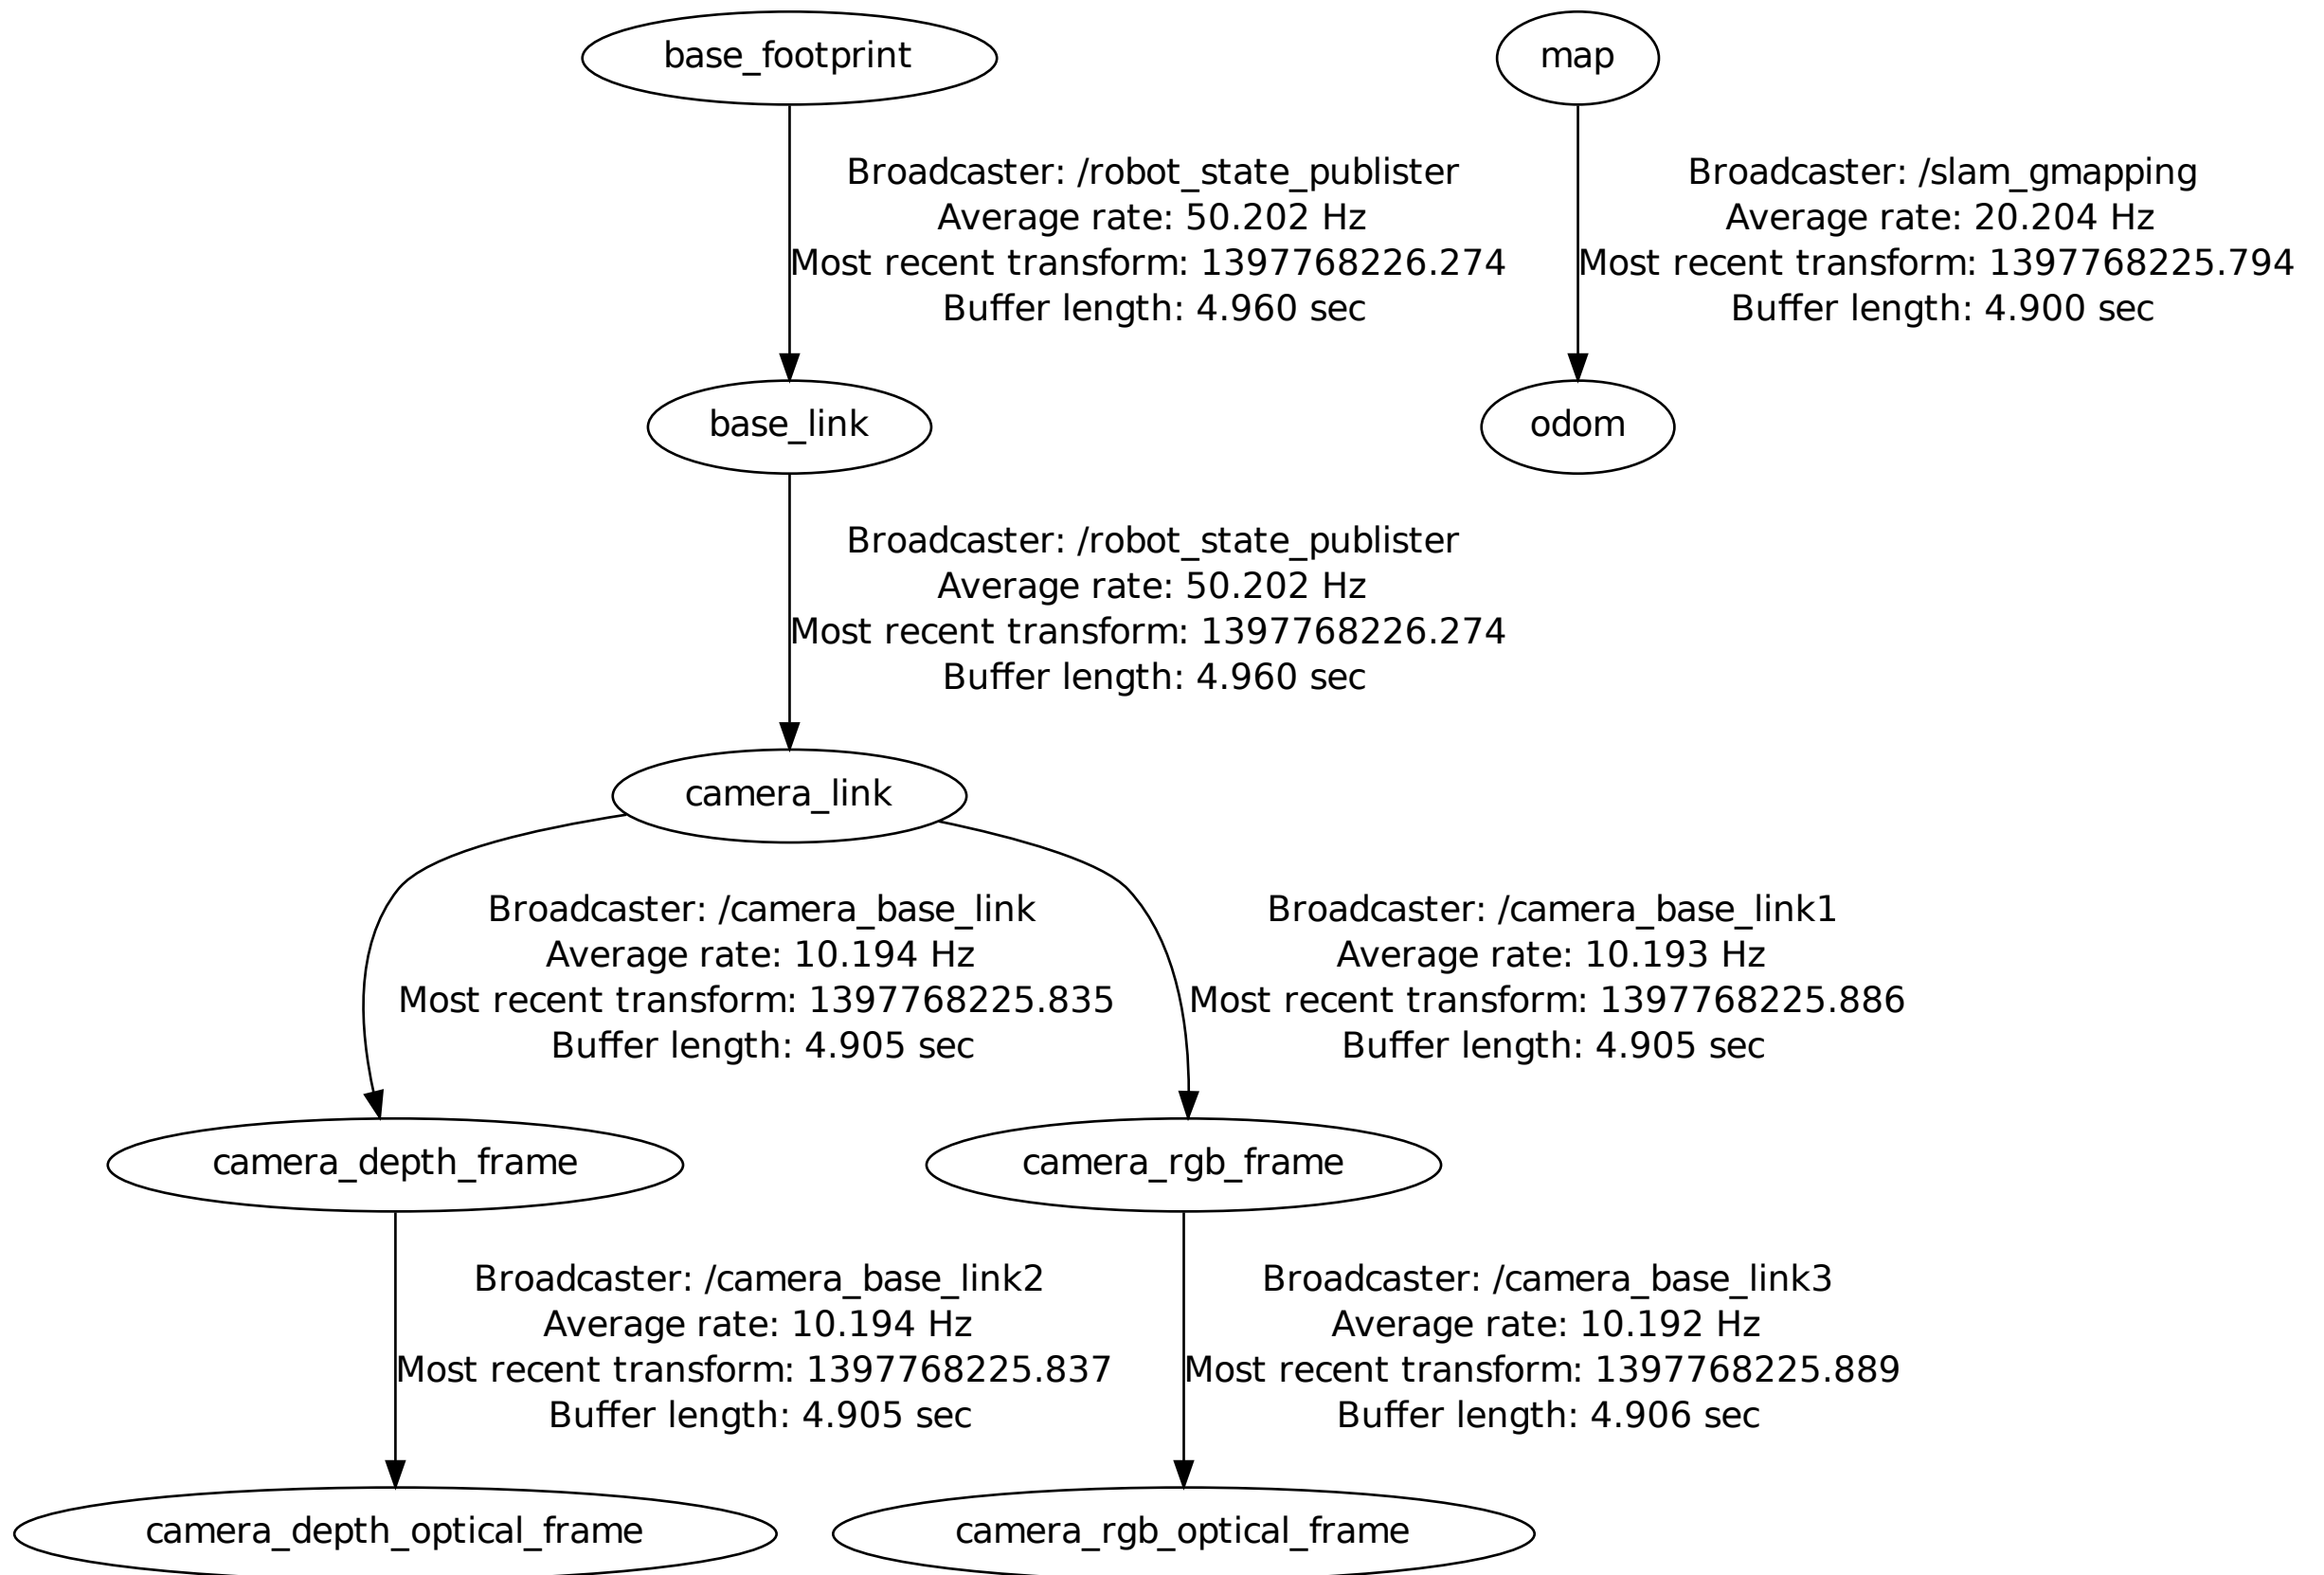 base_footprint
map
Broadcaster: /robot_state_publister
Average rate: 50.202 Hz
Most recent transform: 1397768226.274
Buffer length: 4.960 sec
Broadcaster: /slam_gmapping
Average rate: 20.204 Hz
Most recent transform: 1397768225.794
Buffer length: 4.900 sec
base_link
odom
Broadcaster: /robot_state_publister
Average rate: 50.202 Hz
Most recent transform: 1397768226.274
Buffer length: 4.960 sec
camera_link
Broadcaster: /camera_base_link
Average rate: 10.194 Hz
Most recent transform: 1397768225.835
Buffer length: 4.905 sec
Broadcaster: /camera_base_link1
Average rate: 10.193 Hz
Most recent transform: 1397768225.886
Buffer length: 4.905 sec
camera_depth_frame
camera_rgb_frame
Broadcaster: /camera_base_link2
Average rate: 10.194 Hz
Most recent transform: 1397768225.837
Buffer length: 4.905 sec
Broadcaster: /camera_base_link3
Average rate: 10.192 Hz
Most recent transform: 1397768225.889
Buffer length: 4.906 sec
camera_depth_optical_frame
camera_rgb_optical_frame